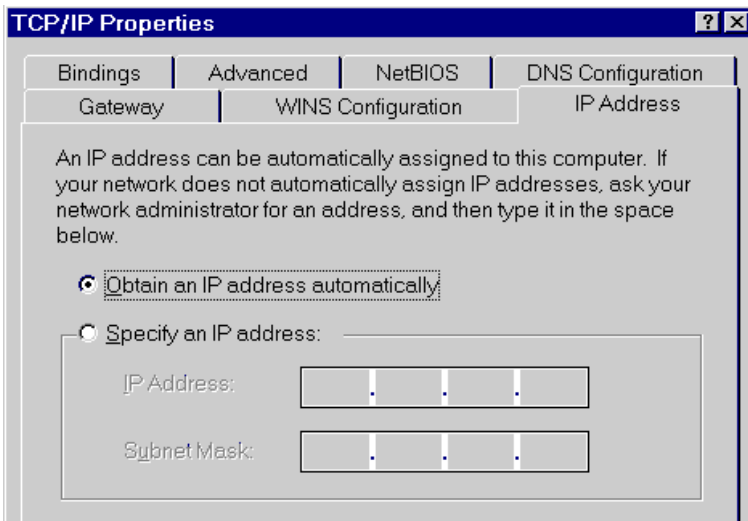 TCP/IP Properties
Bindings Advanced NetBIOS DNS Configuration
Gateway WINS Configuration IP Address
An IP address can be automatically assigned to this computer. If
your network does not automatically assign IP addresses, ask your
network administrator for an address, and then type it in the space
below.
Obtain an IP address automatically
Specify an IP address:
IP Address:
Subnet Mask: